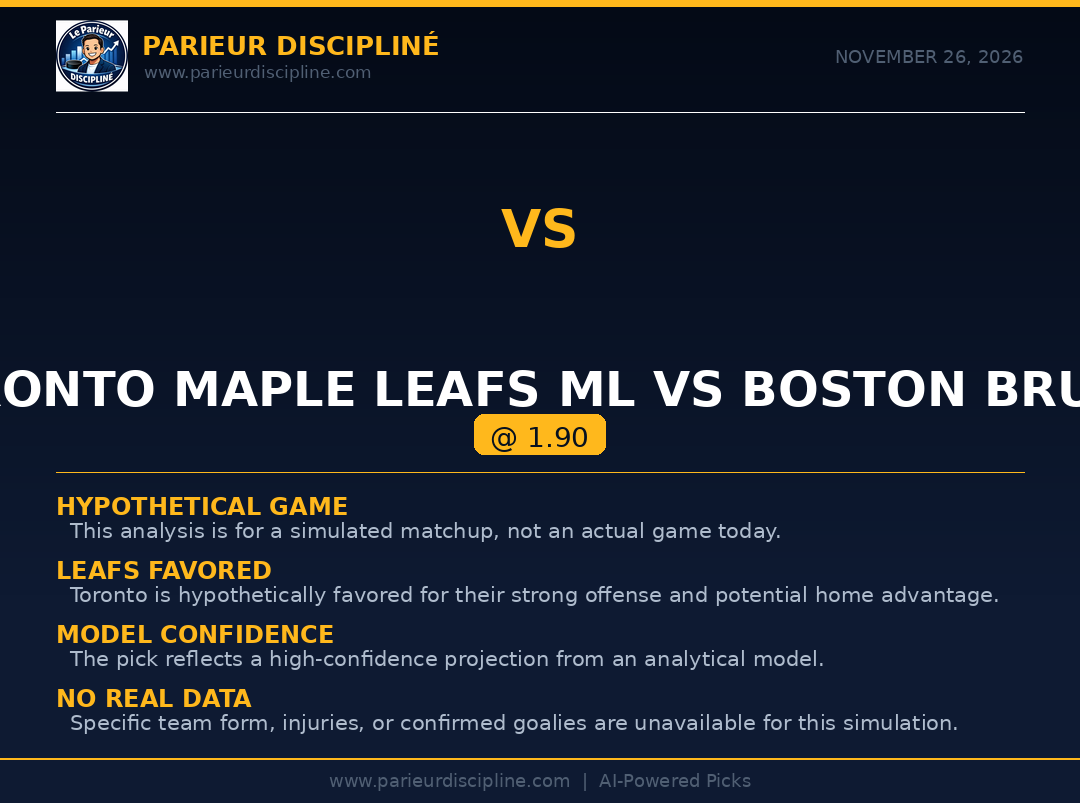 Le Parieur
DISCIPLINÉ
PARIEUR DISCIPLINÉ
www.parieurdiscipline.com
NOVEMBER 26, 2026
VS
ONTO MAPLE LEAFS ML VS BOSTON BRU
@ 1.90
HYPOTHETICAL GAME
This analysis is for a simulated matchup, not an actual game today.
LEAFS FAVORED
Toronto is hypothetically favored for their strong offense and potential home advantage.
MODEL CONFIDENCE
The pick reflects a high-confidence projection from an analytical model.
NO REAL DATA
Specific team form, injuries, or confirmed goalies are unavailable for this simulation.
www.parieurdiscipline.com | AI-Powered Picks